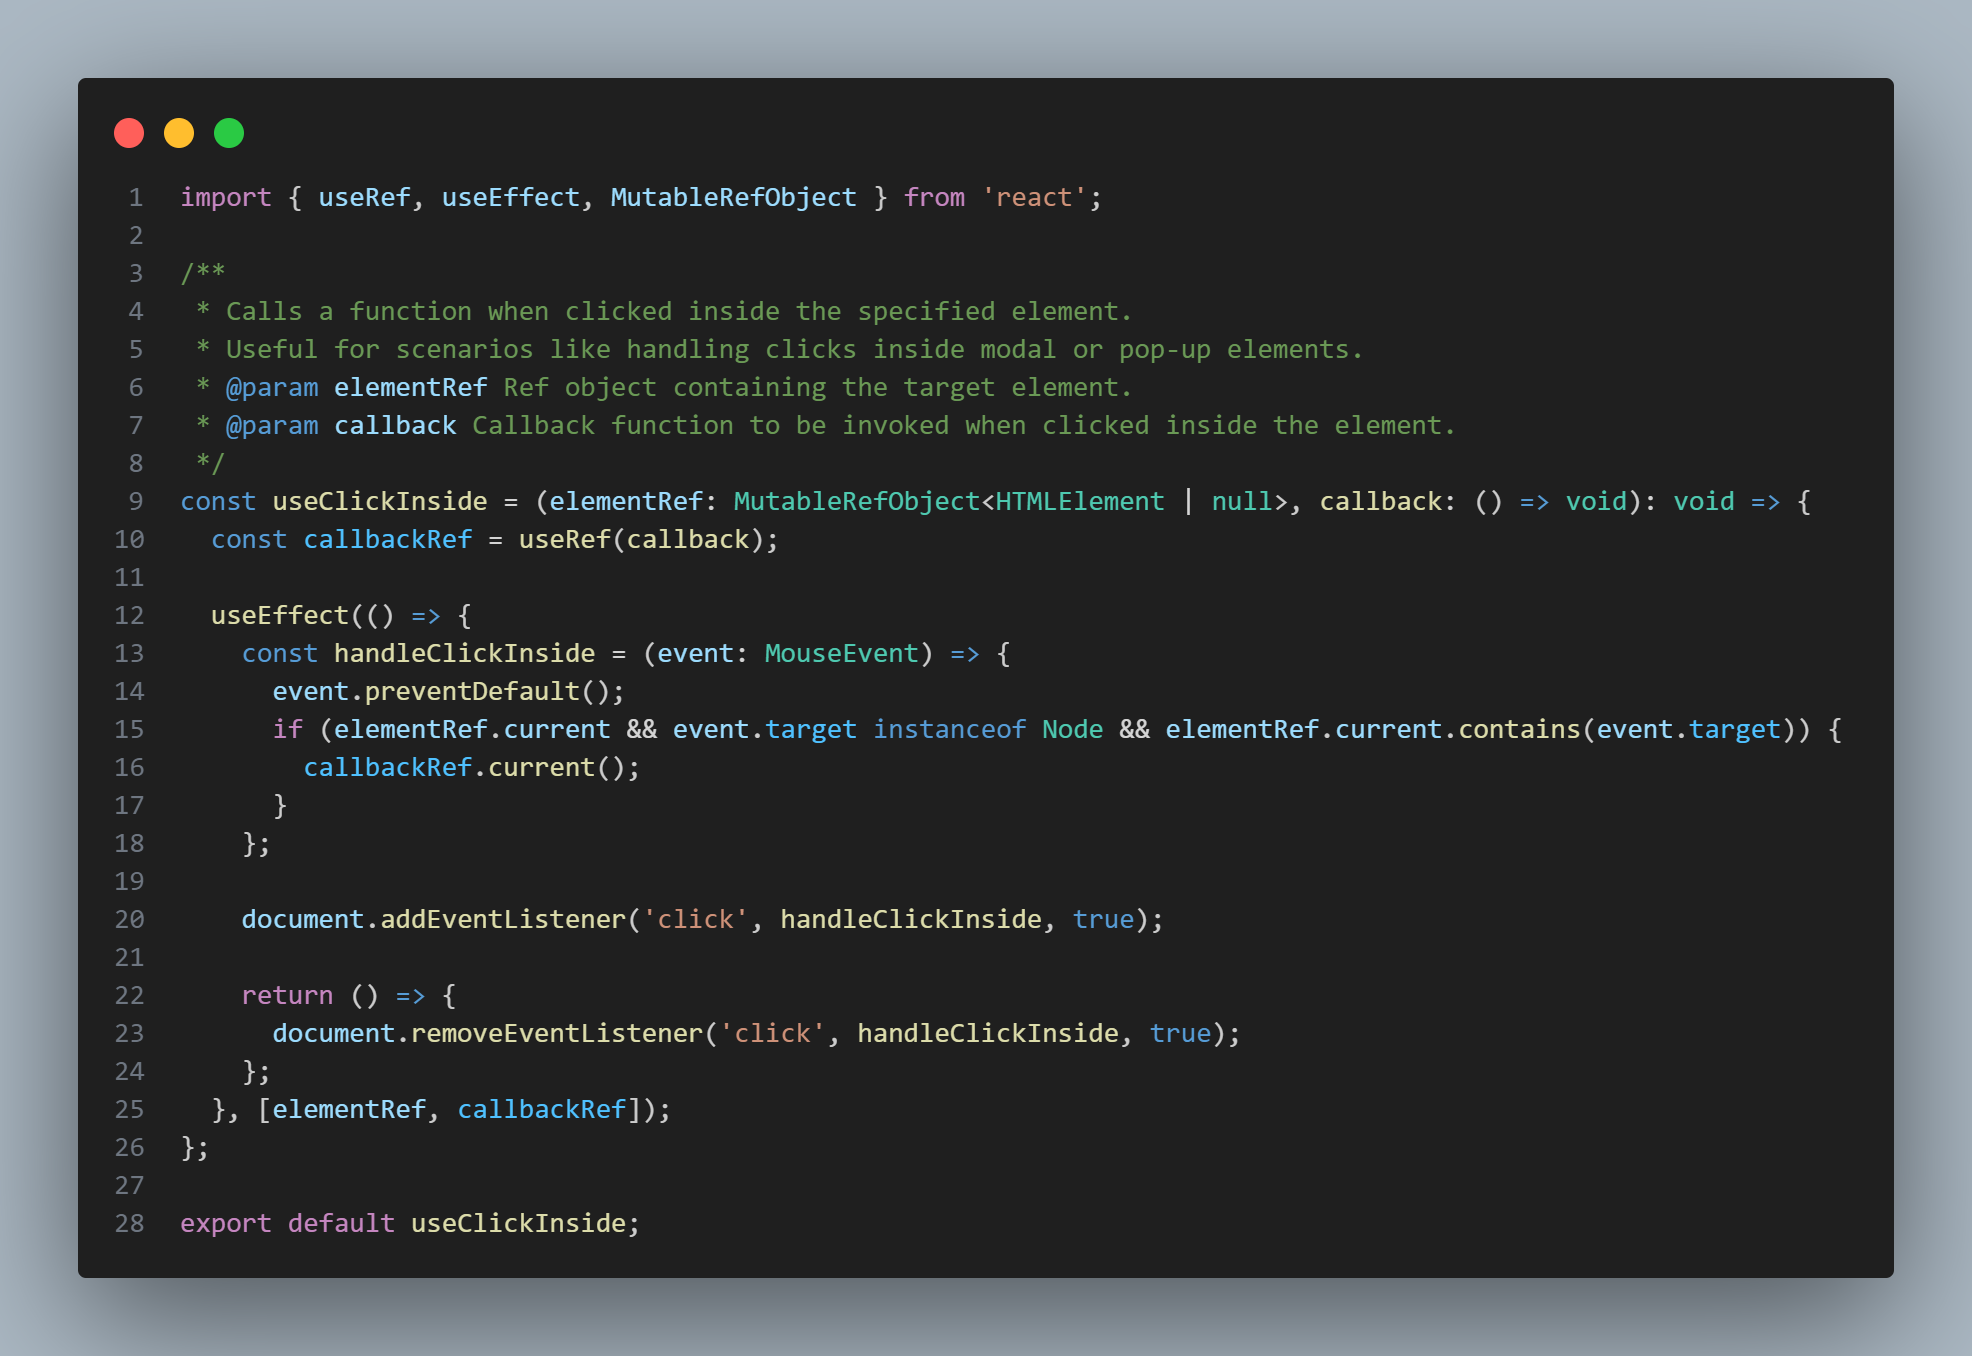 1 import { useRef, useEffect, MutableRefObject } from 'react';
2
3 /**
4  * Calls a function when clicked inside the specified element.
5  * Useful for scenarios like handling clicks inside modal or pop-up elements.
6  * @param elementRef Ref object containing the target element.
7  * @param callback Callback function to be invoked when clicked inside the element.
8  */
9 const useClickInside = (elementRef: MutableRefObject<HTMLElement | null>, callback: () => void): void => {
10   const callbackRef = useRef(callback);
11
12   useEffect(() => {
13     const handleClickInside = (event: MouseEvent) => {
14       event.preventDefault();
15       if (elementRef.current && event.target instanceof Node && elementRef.current.contains(event.target)) {
16         callbackRef.current();
17       }
18     };
19
20     document.addEventListener('click', handleClickInside, true);
21
22     return () => {
23       document.removeEventListener('click', handleClickInside, true);
24     };
25   }, [elementRef, callbackRef]);
26 };
27
28 export default useClickInside;